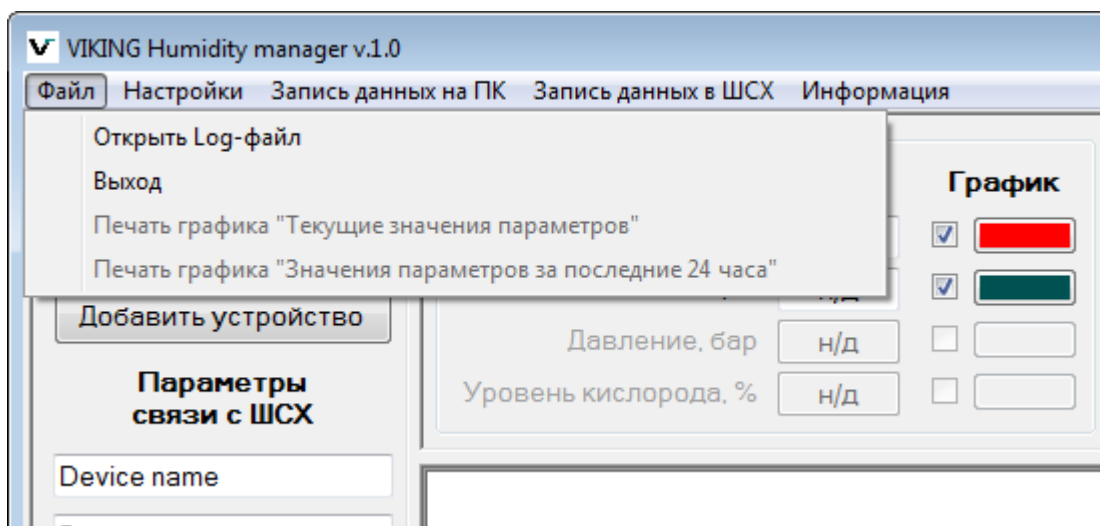 VIKING Humidity manager v.1.0
Файл Настройки Запись данных на ПК Запись данных в ШСХ Информация
Открыть Log-файл
Выход
Печать графика "Текущие значения параметров"
Печать графика "Значения параметров за последние 24 часа"
График
Добавить устройство
Давление, бар н/д
Уровень кислорода, % н/д
Параметры
связи с ШСХ
Device name